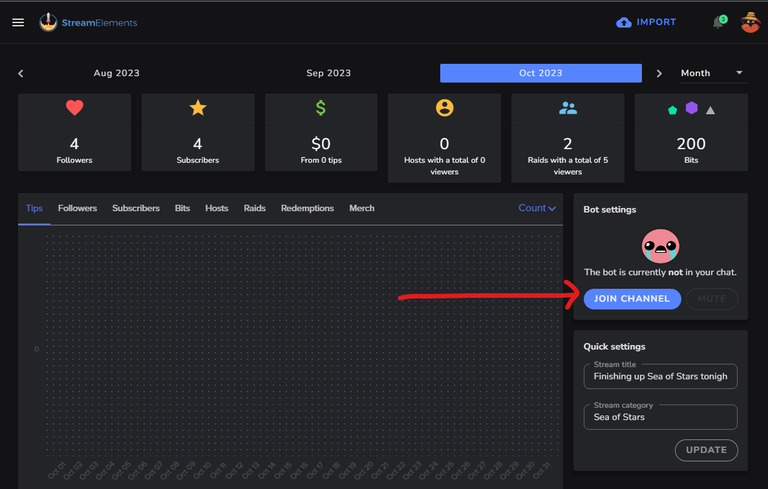 StreamElements
IMPORT
3
Aug 2023
Sep 2023
Oct 2023
Month
4
Followers
4
Subscribers
$0
From 0 tips
0
Hosts with a total of 0
viewers
2
Raids with a total of 5
viewers
200
Bits
Tips Followers Subscribers Bits Hosts Raids Redemptions Merch
Count
0
Oct 01 Oct 02 Oct 03 Oct 04 Oct 05 Oct 06 Oct 07 Oct 08 Oct 09 Oct 10 Oct 11 Oct 12 Oct 13 Oct 14 Oct 15 Oct 16 Oct 17 Oct 18 Oct 19 Oct 20 Oct 21 Oct 22 Oct 23 Oct 24 Oct 25 Oct 26 Oct 27 Oct 28 Oct 29 Oct 30 Oct 31
Bot settings
The bot is currently not in your chat.
JOIN CHANNEL
MUTE
Quick settings
Stream title
Finishing up Sea of Stars tonigh
Stream category
Sea of Stars
UPDATE